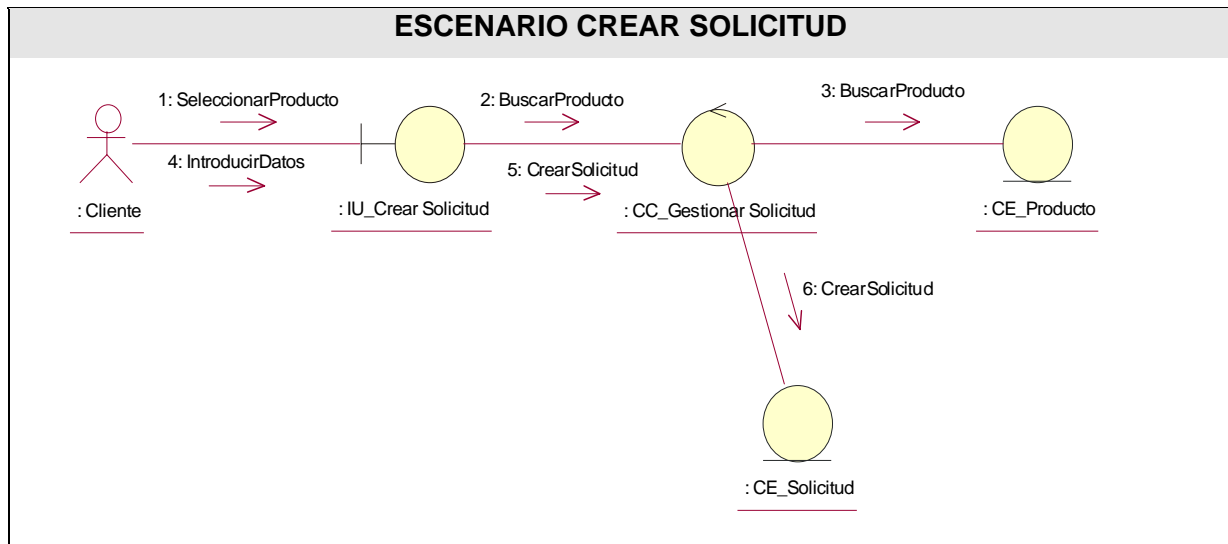 ESCENARIO CREAR SOLICITUD
1: SeleccionarProducto
2: BuscarProducto
3: BuscarProducto
4: IntroducirDatos
5: CrearSolicitud
: Cliente
: IU_Crear Solicitud
: CC_Gestionar Solicitud
: CE_Producto
6: CrearSolicitud
: CE_Solicitud